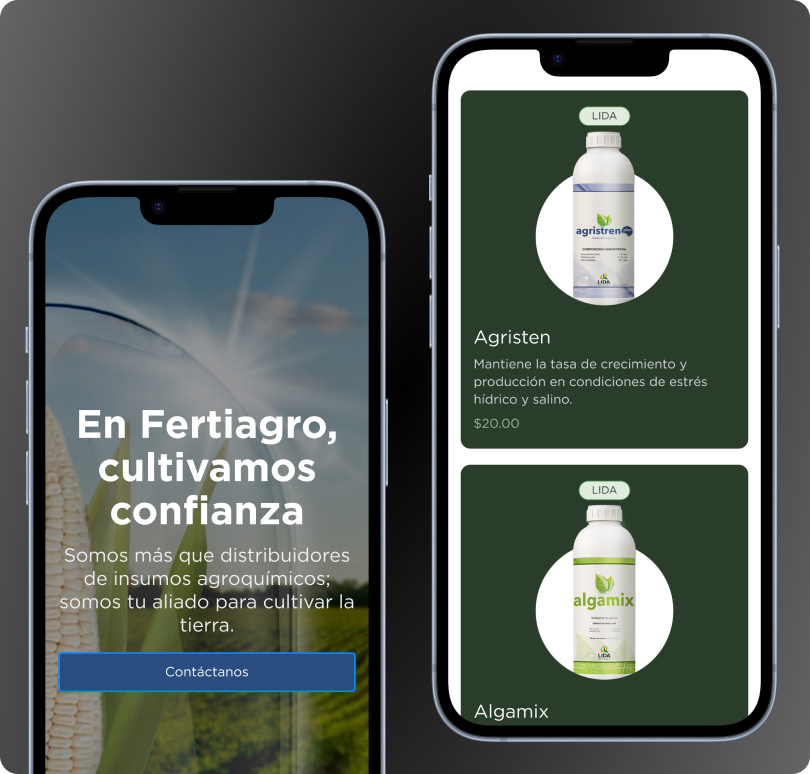 En Fertiagro,
cultivamos
confianza
Somos más que distribuidores
de insumos agroquímicos;
somos tu aliado para cultivar la
tierra.
Contáctanos
LIDA
agristren
LIDA
Agristen
Mantiene la tasa de crecimiento y
producción en condiciones de estrés
hídrico y salino.
$20.00
LIDA
algamix
LIDA
Algamix